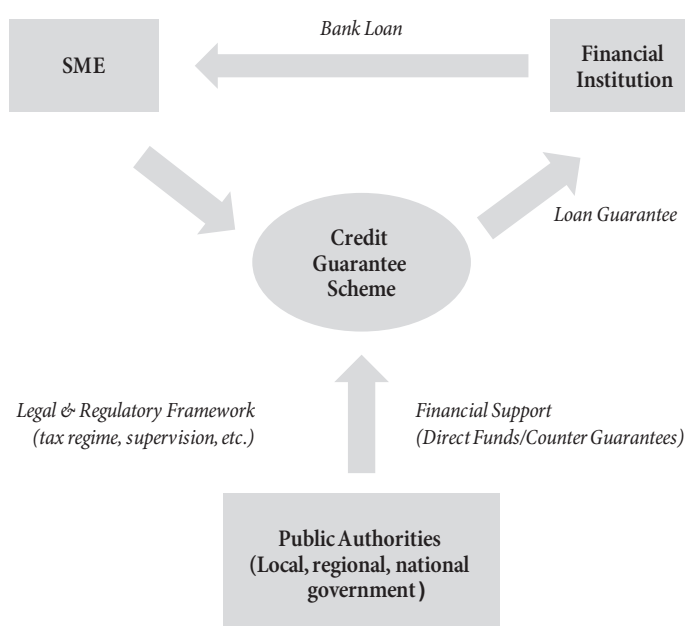 Bank Loan
SME
Financial
Institution
Loan Guarantee
Credit
Guarantee
Scheme
Legal & Regulatory Framework
(tax regime, supervision, etc.)
Financial Support
(Direct Funds/Counter Guarantees)
Public Authorities
(Local, regional, national
government)